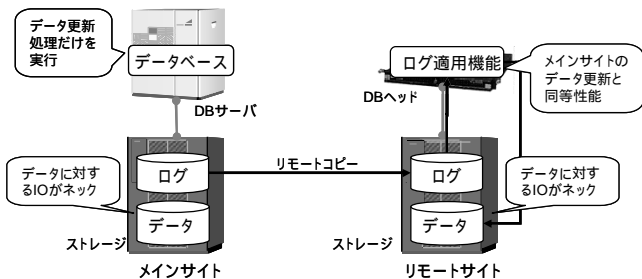 データ更新
処理だけを
実行
データベース
DBサーバ
ログ適用機能
DBヘッド
メインサイトの
データ更新と
同等性能
データに対す
るIOがネック
ログ
データ
ストレージ
メインサイト
リモートコピー
ログ
データ
ストレージ
リモートサイト
データに対す
るIOがネック